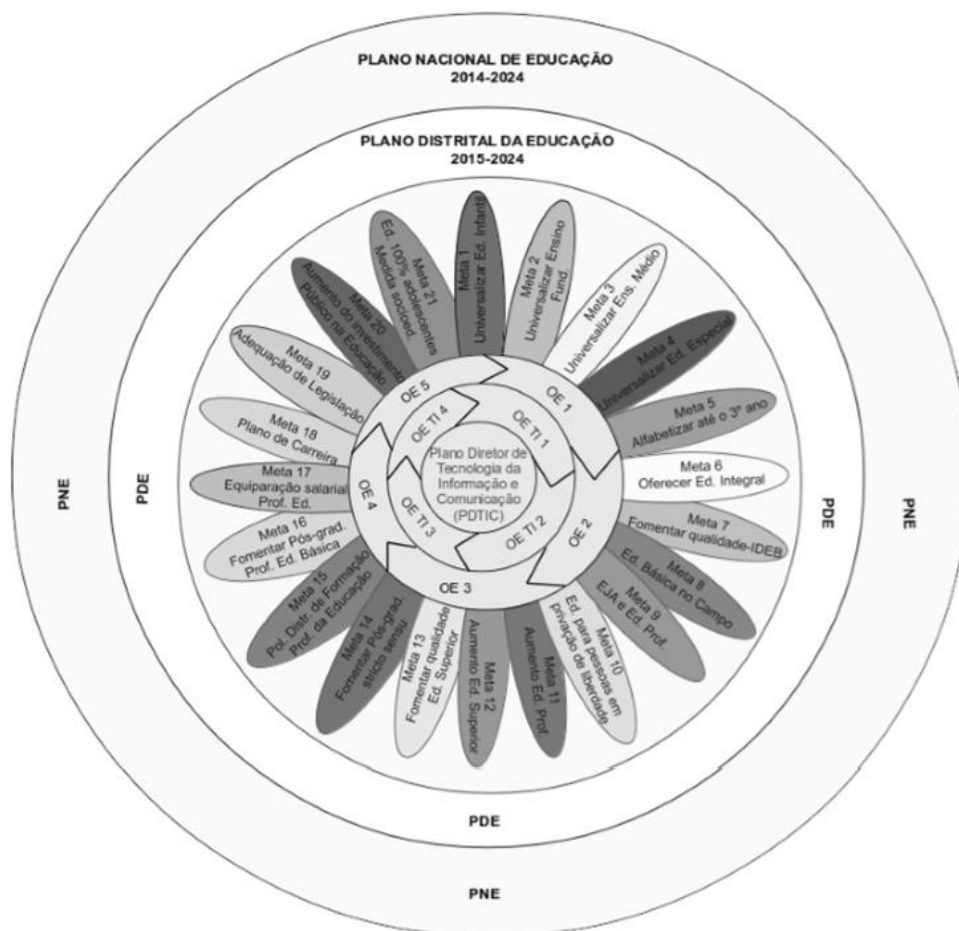 PLANO NACIONAL DE EDUCAÇÃO
2014-2024
PLANO DISTRITAL DA EDUCAÇÃO
2015-2024
Meta 1
Universalizar Ed. Infantil
Meta 2
Universalizar Ensino
Fund.
Meta 3
Universalizar Ens. Médio
Meta 4
Universalizar Ed. Especial
Meta 5
Alfabetizar até o 3º ano
Meta 6
Oferecer Ed. Integral
Meta 7
Fomentar qualidade-IDEB
Meta 8
Ed. Básica no Campo
Meta 9
EJA e Ed. Prof.
Meta 10
Ed. para pessoas em
privação de liberdade
Meta 11
Aumento Ed. Prof.
Meta 12
Aumento Ed. Superior
Meta 13
Fomentar qualidade
Ed. Superior
Meta 14
Fomentar Pós-grad.
stricto sensu
Meta 15
Pol. Distr. de Formação
Prof. da Educação
Meta 16
Fomentar Pós-grad.
Prof. Ed. Básica
Meta 17
Equiparação salarial
Prof. Ed.
Meta 18
Plano de Carreira
Meta 19
Adequação de Legislação
Meta 20
Aumento do investimento
Público na Educação
Meta 21
Ed. 100% adolescentes
Medida socioed.
OE 1
OE 2
OE 3
OE 4
OE 5
OE TI 1
OE TI 2
OE TI 3
OE TI 4
Plano Diretor de
Tecnologia da
Informação e
Comunicação
(PDTIC)
PNE
PDE
PDE
PNE
PDE
PNE